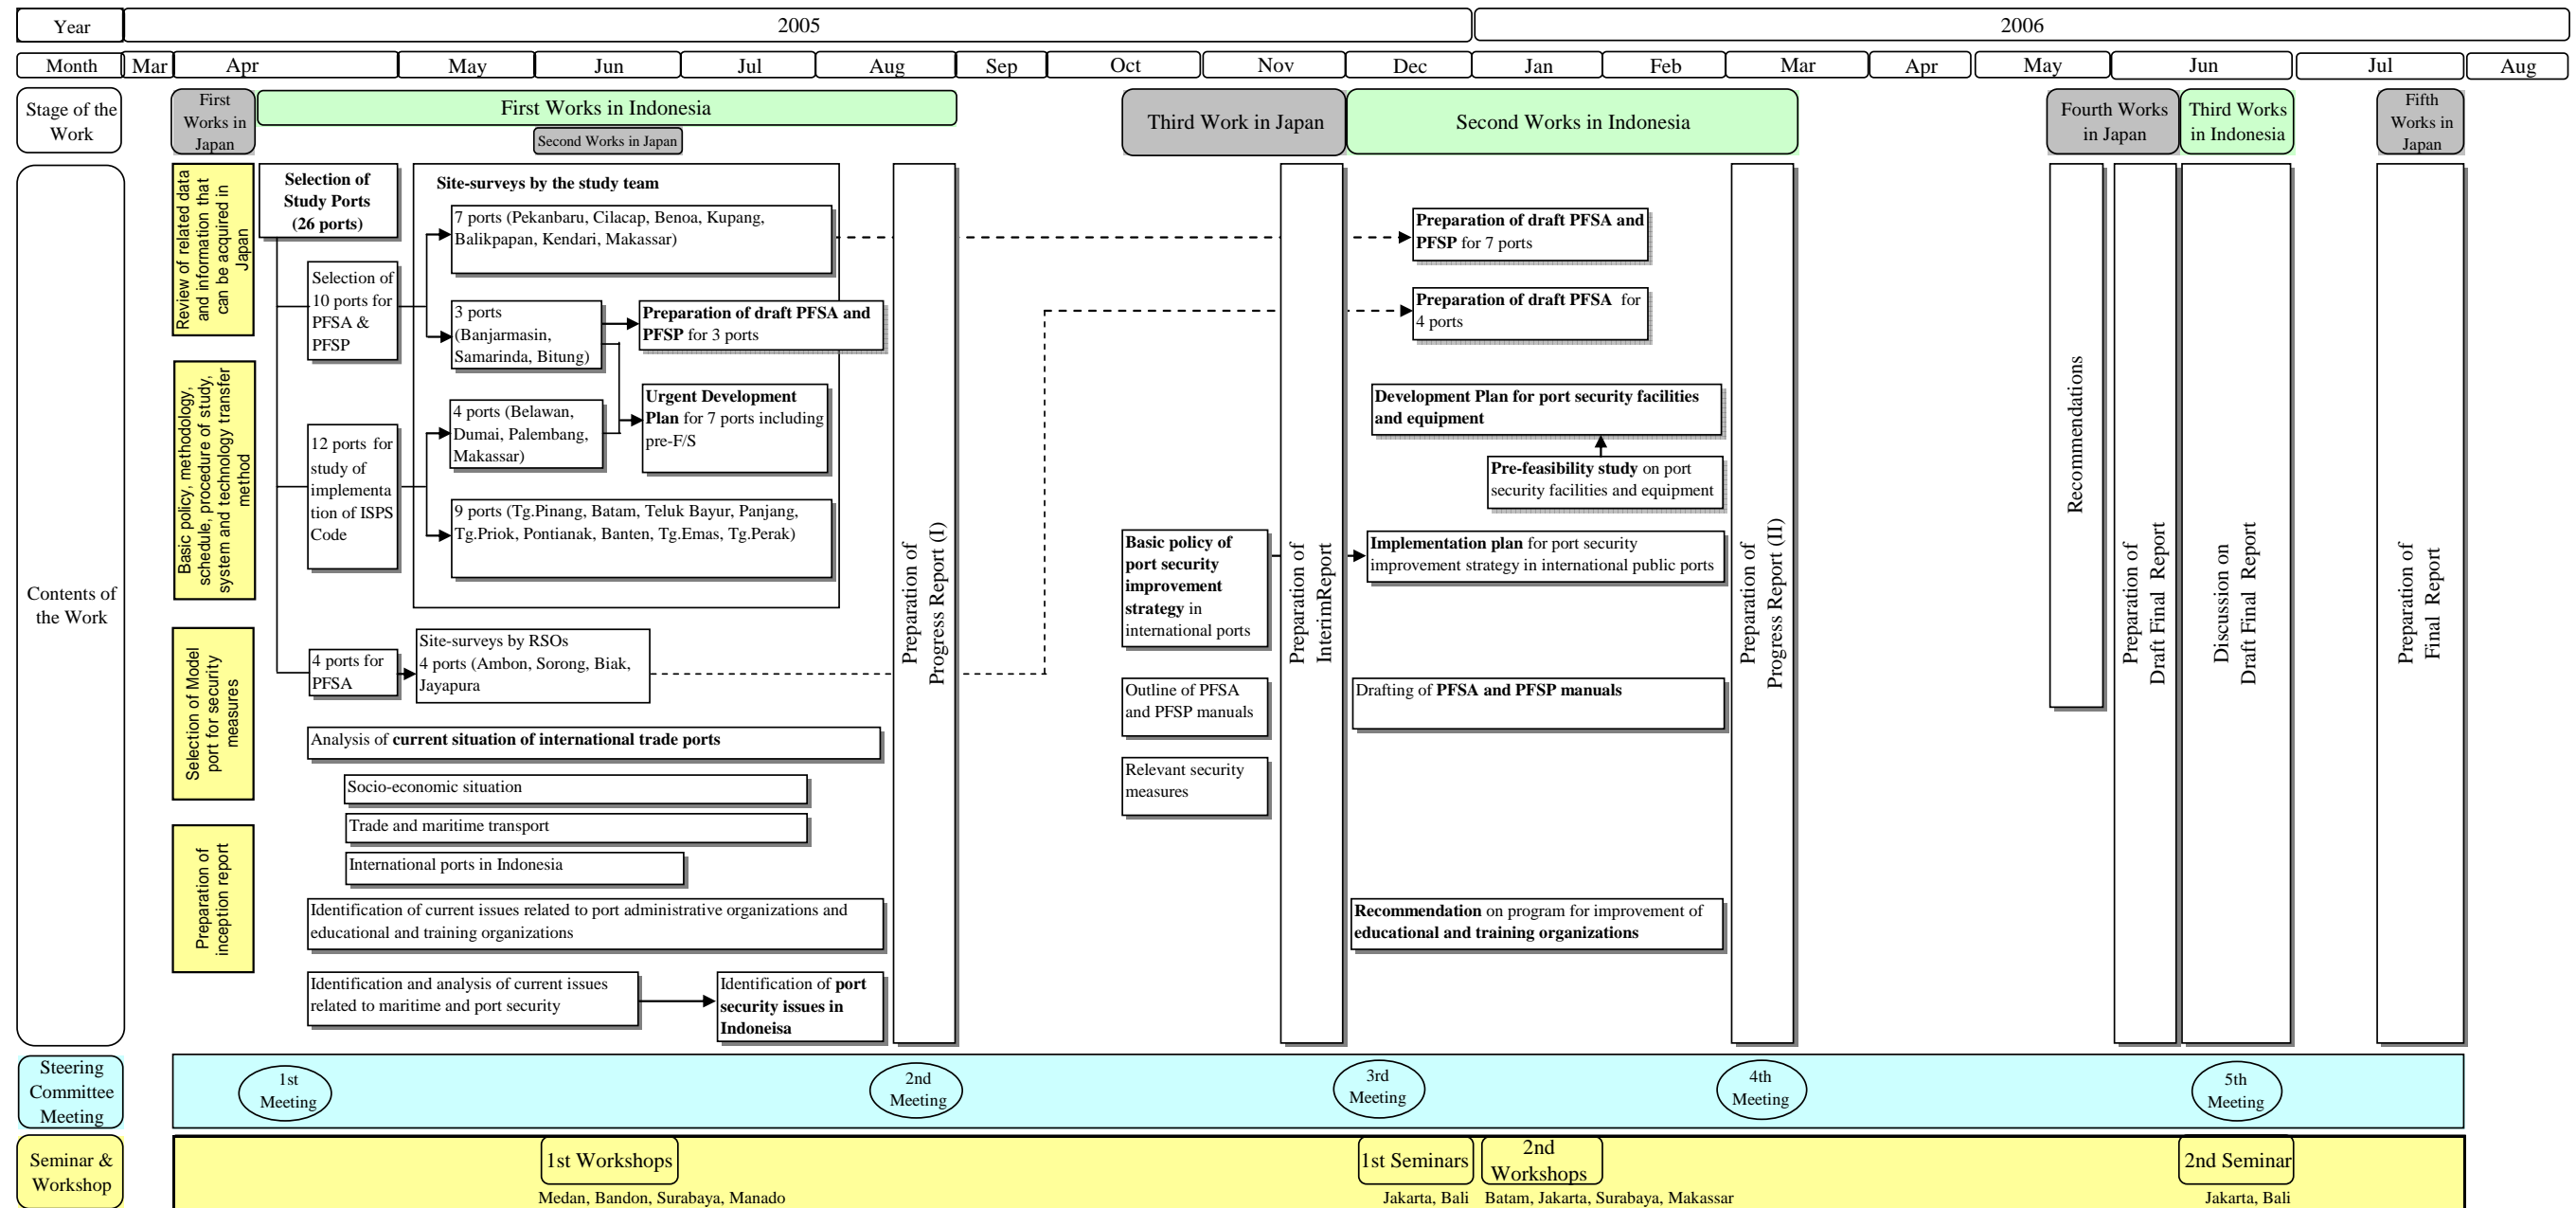 Year
2005
2006
Month
Mar
Apr
May
Jun
Jul
Aug
Sep
Oct
Nov
Dec
Jan
Feb
Mar
Apr
May
Jun
Jul
Aug
Stage of the
Work
First
Works in
Japan
First Works in Indonesia
Second Works in Japan
Third Work in Japan
Second Works in Indonesia
Fourth Works
in Japan
Third Works
in Indonesia
Fifth
Works in
Japan
Contents of
the Work
Review of related data
and information that
can be acquired in
Japan
Basic policy, methodology,
schedule, procedure of study,
system and technology transfer
method
Selection of Model
port for security
measures
Preparation of
inception report
Selection of
Study Ports
(26 ports)
Selection of
10 ports for
PFSA &
PFSP
12 ports for
study of
implementa
tion of ISPS
Code
4 ports for
PFSA
Site-surveys by the study team
7 ports (Pekanbaru, Cilacap, Benoa, Kupang,
Balikpapan, Kendari, Makassar)
3 ports
(Banjarmasin,
Samarinda, Bitung)
Preparation of draft PFSA and
PFSP for 3 ports
4 ports (Belawan,
Dumai, Palembang,
Makassar)
Urgent Development
Plan for 7 ports including
pre-F/S
9 ports (Tg.Pinang, Batam, Teluk Bayur, Panjang,
Tg.Priok, Pontianak, Banten, Tg.Emas, Tg.Perak)
Site-surveys by RSOs
4 ports (Ambon, Sorong, Biak,
Jayapura
Analysis of current situation of international trade ports
Socio-economic situation
Trade and maritime transport
International ports in Indonesia
Identification of current issues related to port administrative organizations and
educational and training organizations
Identification and analysis of current issues
related to maritime and port security
Identification of port
security issues in
Indoneisa
Preparation of
Progress Report (I)
Basic policy of
port security
improvement
strategy in
international ports
Outline of PFSA
and PFSP manuals
Relevant security
measures
Preparation of
InterimReport
Preparation of draft PFSA and
PFSP for 7 ports
Preparation of draft PFSA for
4 ports
Development Plan for port security facilities
and equipment
Pre-feasibility study on port
security facilities and equipment
Implementation plan for port security
improvement strategy in international public ports
Drafting of PFSA and PFSP manuals
Recommendation on program for improvement of
educational and training organizations
Preparation of
Progress Report (II)
Recommendations
Preparation of
Draft Final Report
Discussion on
Draft Final Report
Preparation of
Final Report
Steering
Committee
Meeting
1st
Meeting
2nd
Meeting
3rd
Meeting
4th
Meeting
5th
Meeting
Seminar &
Workshop
1st Workshops
Medan, Bandon, Surabaya, Manado
1st Seminars
Jakarta, Bali
2nd
Workshops
Batam, Jakarta, Surabaya, Makassar
2nd Seminar
Jakarta, Bali